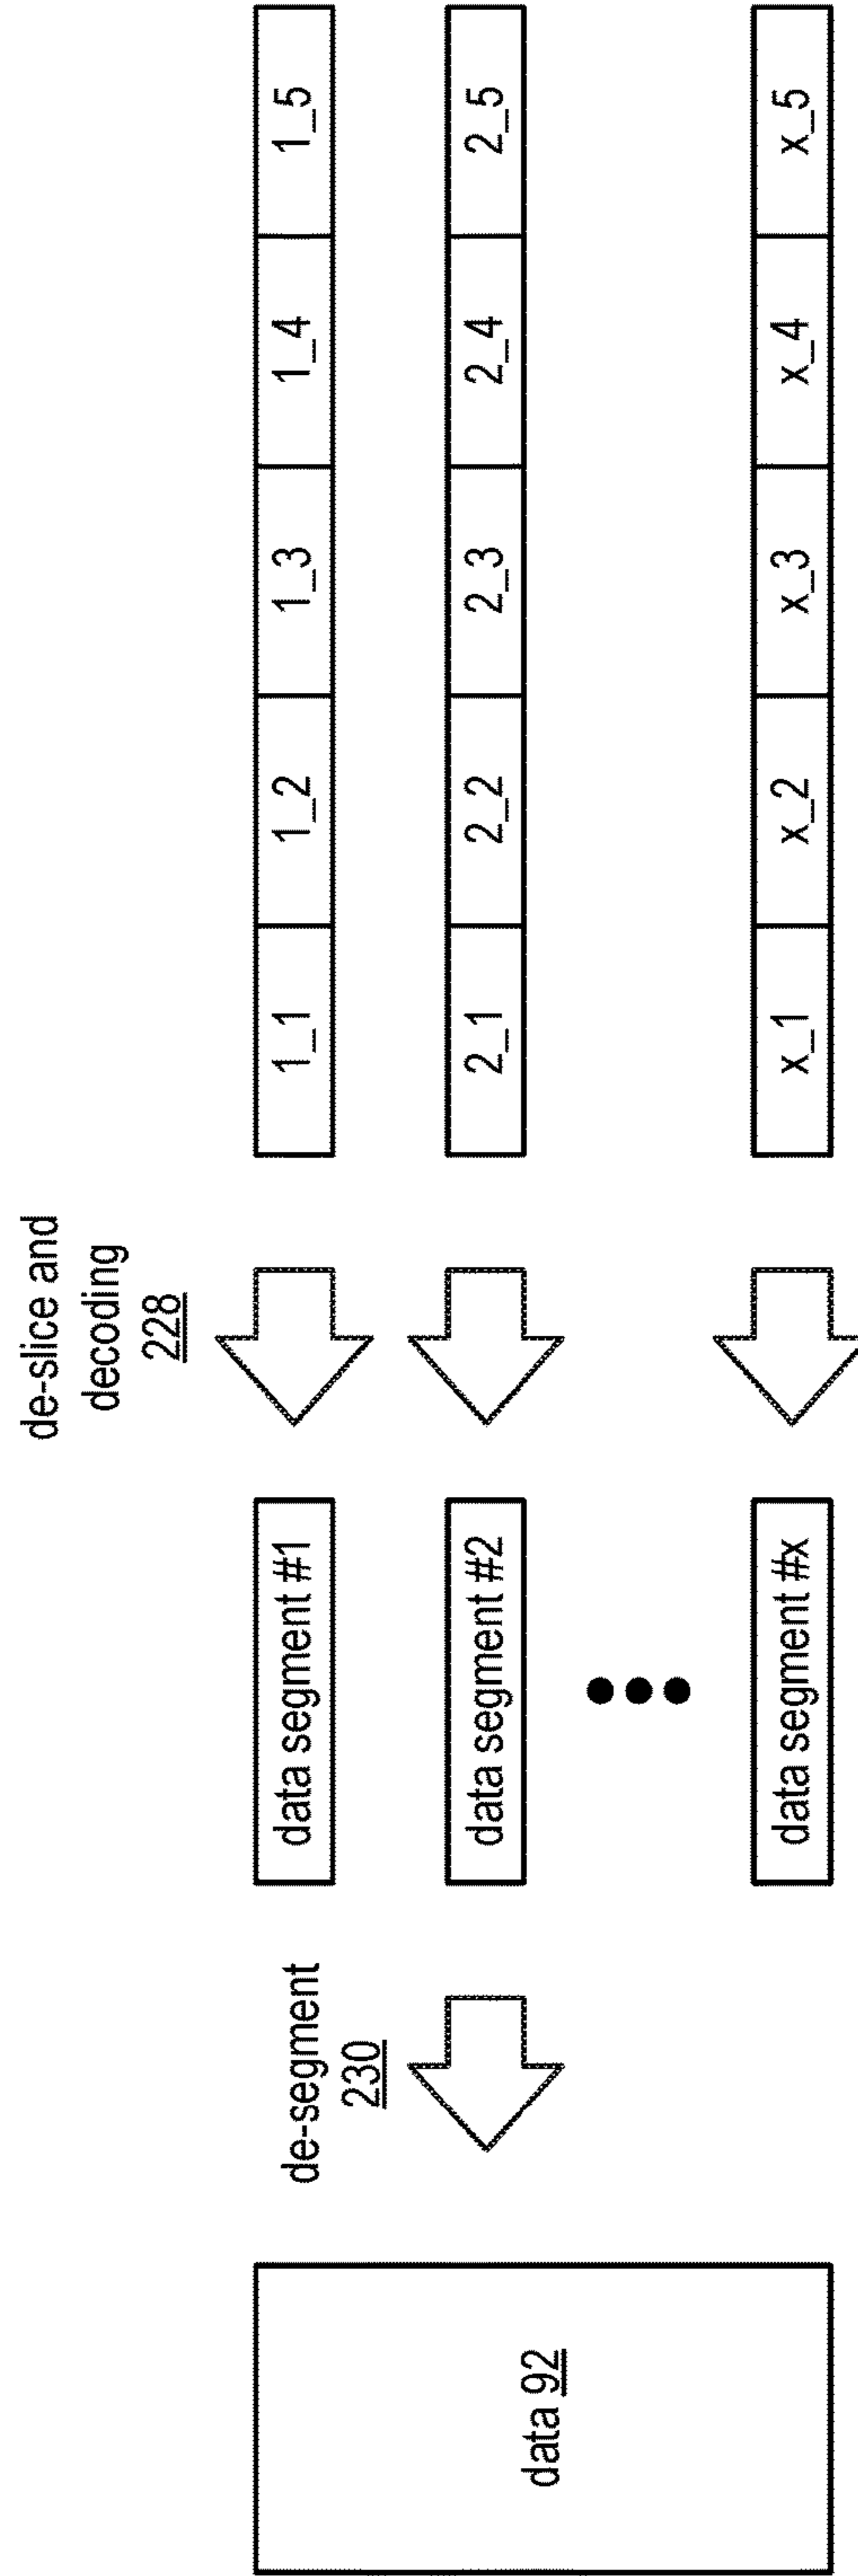 de-slice and
decoding
228
de-segment
230
data 92
data segment #1
1_1
1_2
1_3
1_4
1_5
data segment #2
2_1
2_2
2_3
2_4
2_5
data segment #x
x_1
x_2
x_3
x_4
x_5